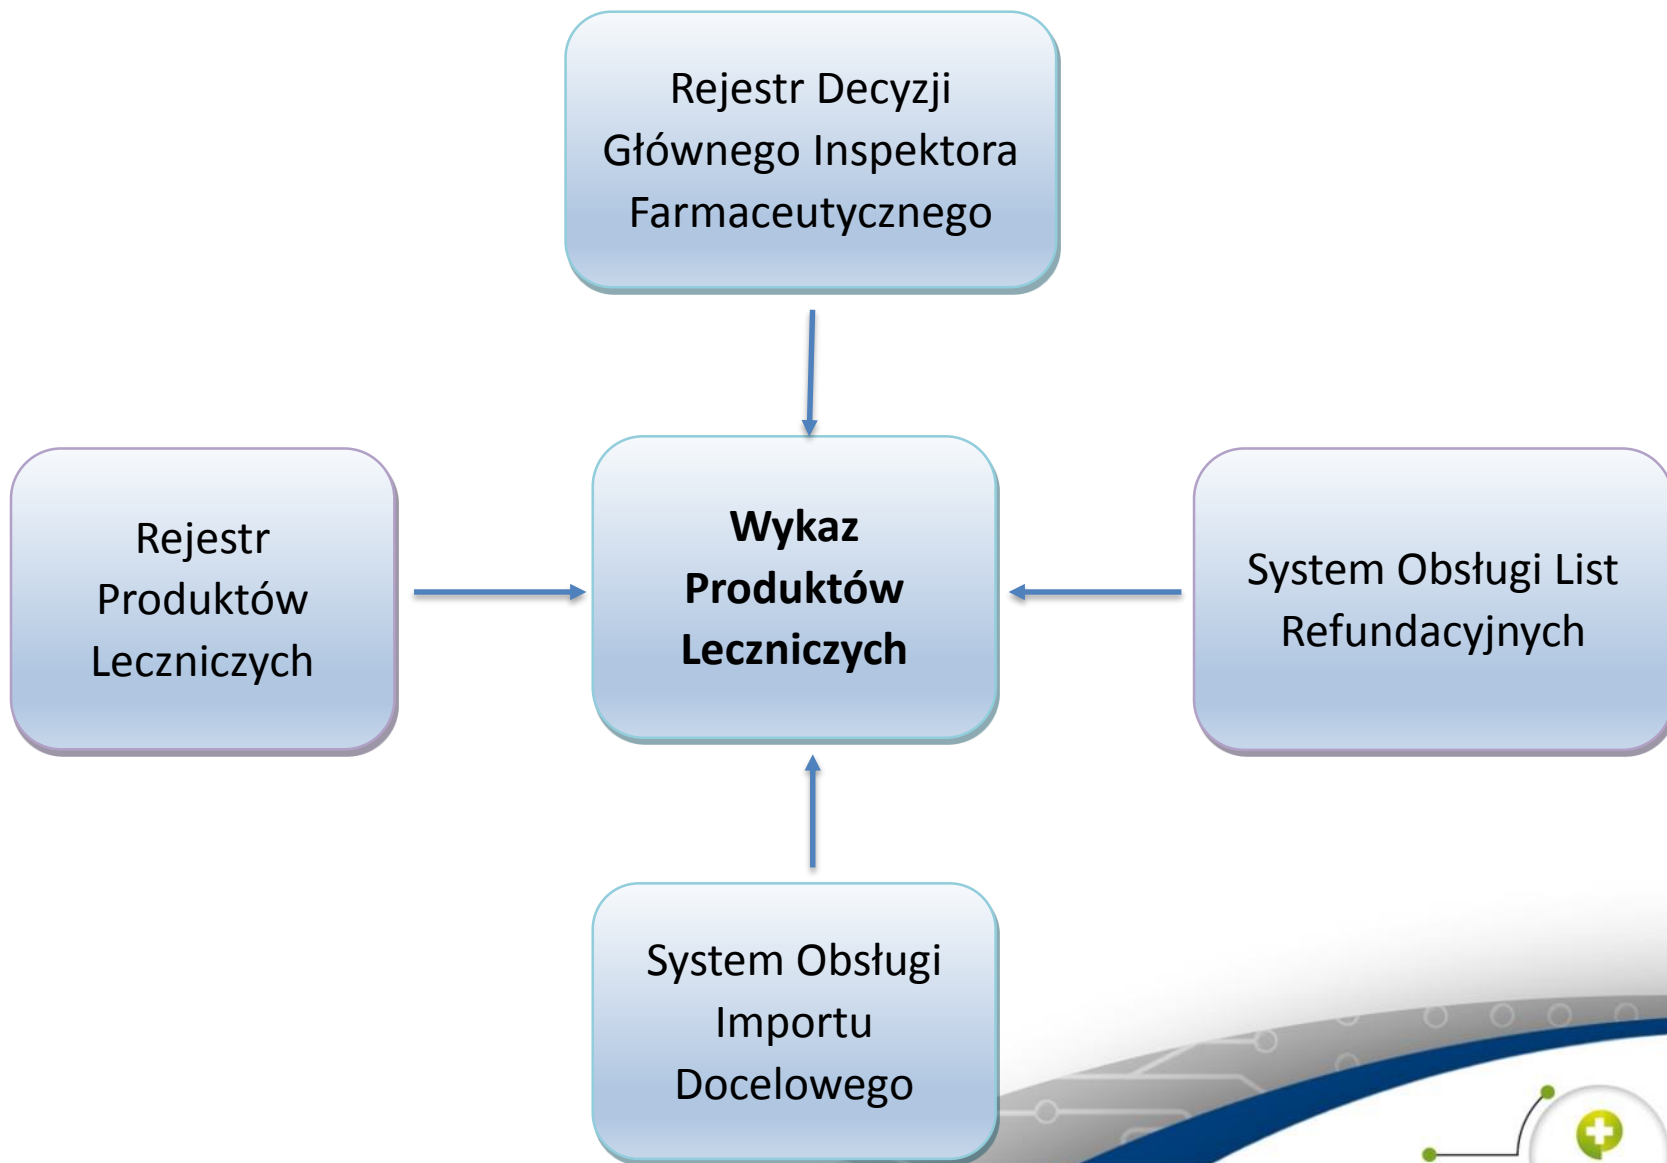 Rejestr Decyzji
Głównego Inspektora
Farmaceutycznego
Rejestr
Produktów
Leczniczych
Wykaz
Produktów
Leczniczych
System Obsługi List
Refundacyjnych
System Obsługi
Importu
Docelowego